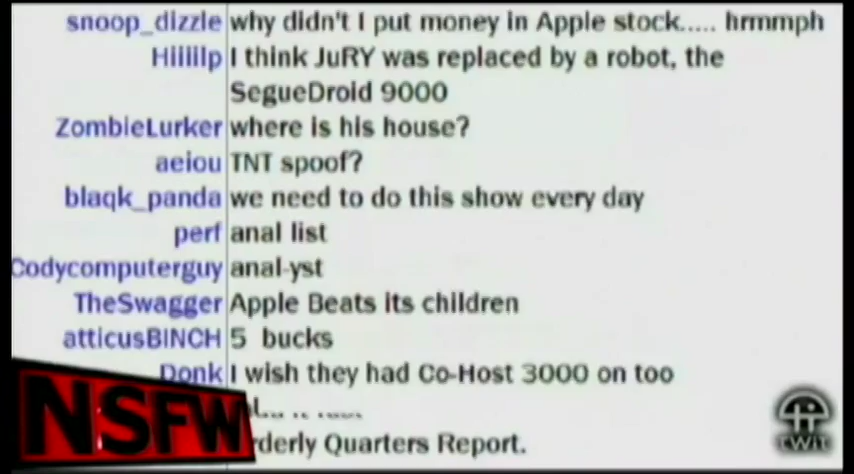 snoop_dizzle why didn't I put money in Apple stock..... hrmmph
Hiiiilp I think JuRY was replaced by a robot, the
SegueDroid 9000
ZombieLurker where is his house?
aeiou TNT spoof?
blaqk_panda we need to do this show every day
perf anal list
Codycomputerguy anal-yst
TheSwagger Apple Beats its children
atticusBINCH 5 bucks
Donk I wish they had Co-Host 3000 on too
rderly Quarters Report.
NSFW
TWiT